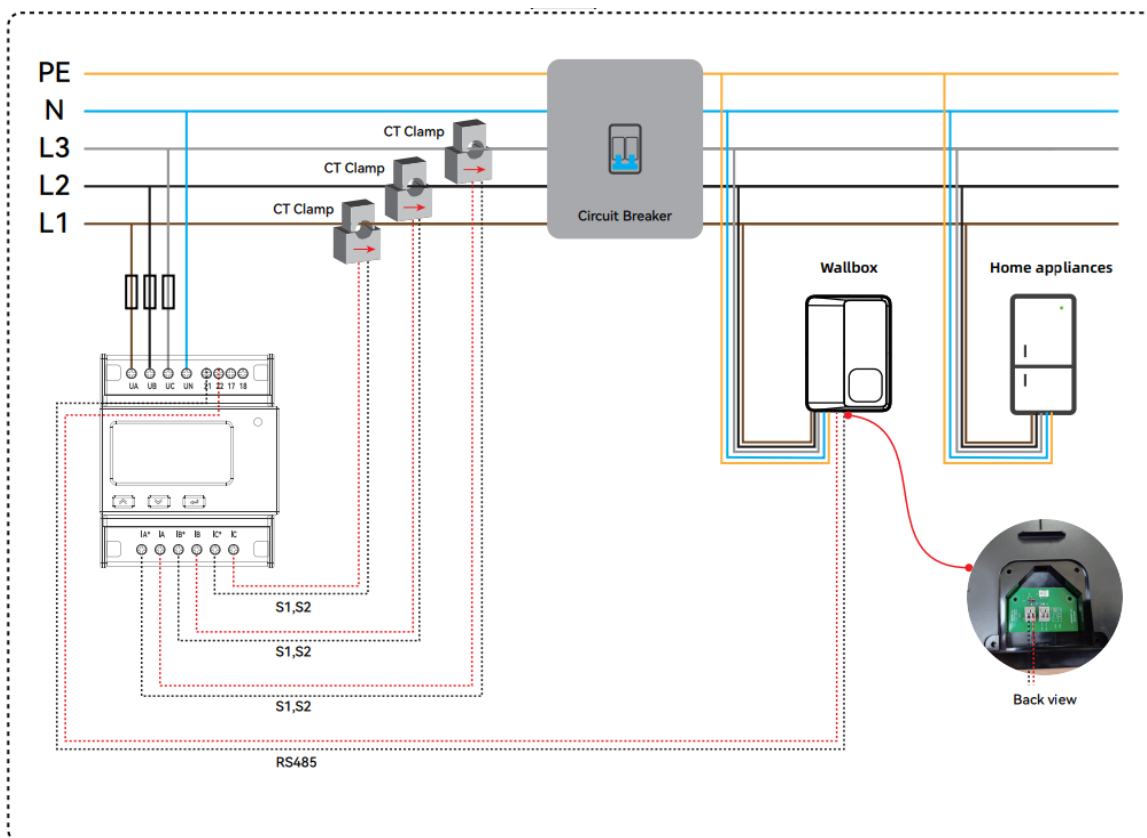 PE
N
L3
L2
L1
CT Clamp
CT Clamp
CT Clamp
Circuit Breaker
Wallbox
Home appliances
UA UB UC UN 21 22 17 18
IA* IA IB* IB IC* IC
S1,S2
S1,S2
S1,S2
RS485
Back view